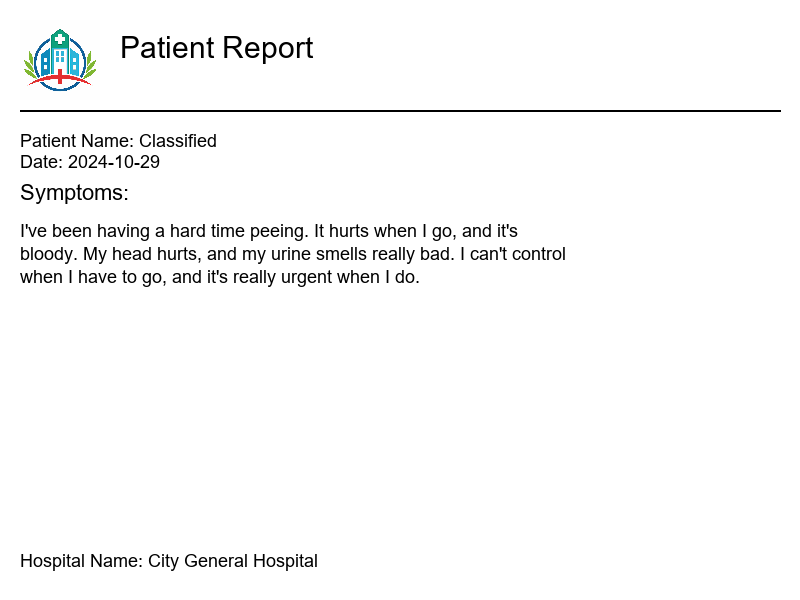 Patient Report
Patient Name: Classified
Date: 2024-10-29
Symptoms:
I've been having a hard time peeing. It hurts when I go, and it's
bloody. My head hurts, and my urine smells really bad. I can't control
when I have to go, and it's really urgent when I do.
Hospital Name: City General Hospital